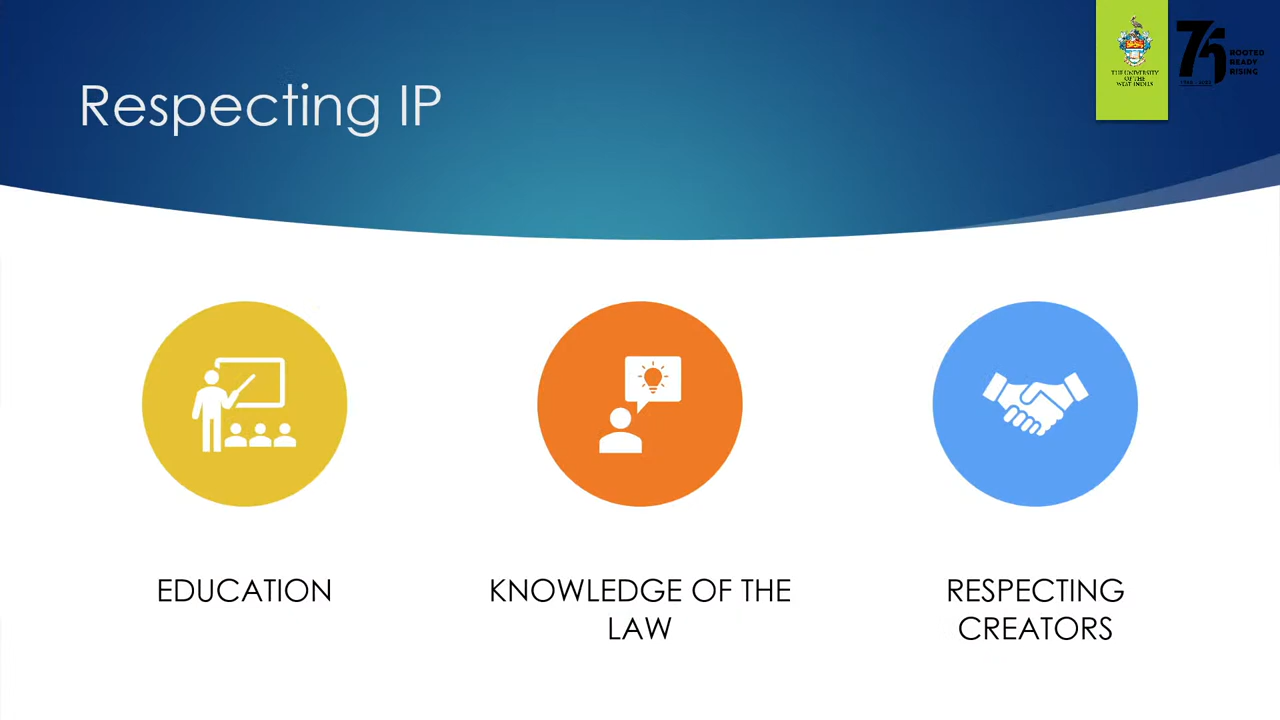 Respecting IP
THE UNIVERSITY
OF THE
WEST INDIES
75
ROOTED
READY
RISING
EDUCATION
KNOWLEDGE OF THE
LAW
RESPECTING
CREATORS